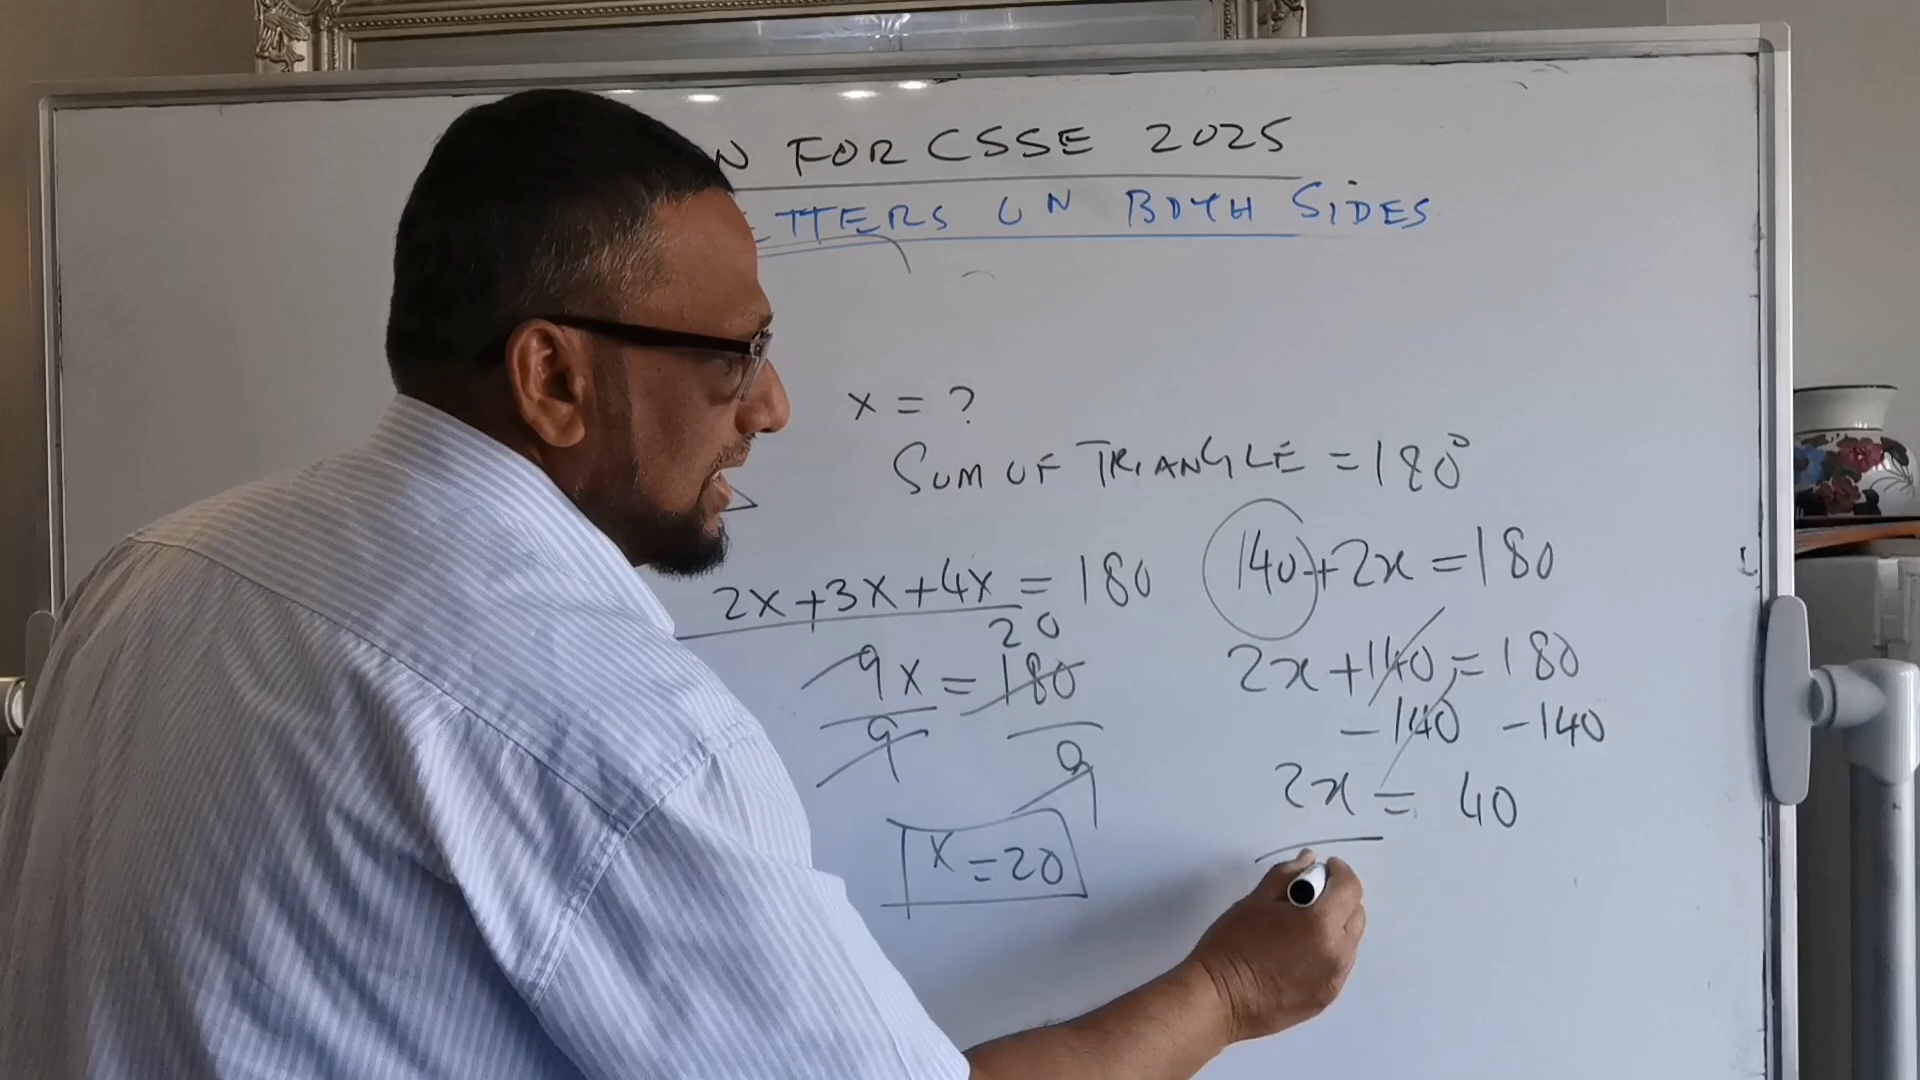 N FOR CSSE 2025
ETTERS ON BOTH SIDES
x = ?
SUM OF TRIANGLE = 180°
2x+3x+4x = 180
20
9x = 180
9 9
x = 20
140+2x = 180
2x+140 = 180
-140 -140
2x = 40